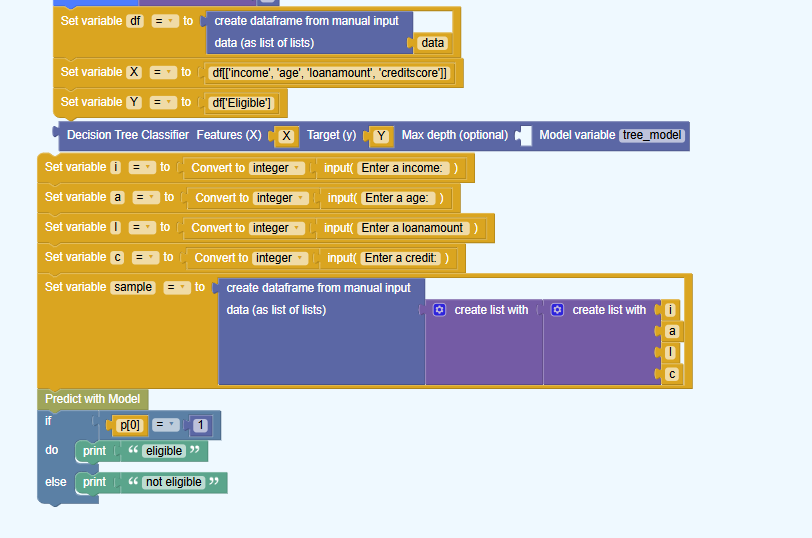 Set variable df = to create dataframe from manual input
data (as list of lists) data
Set variable X = to df[['income', 'age', 'loanamount', 'creditscore']]
Set variable Y = to df['Eligible']
Decision Tree Classifier Features (X) X Target (y) Y Max depth (optional) Model variable tree_model
Set variable i = to Convert to integer input( Enter a income: )
Set variable a = to Convert to integer input( Enter a age: )
Set variable l = to Convert to integer input( Enter a loanamount )
Set variable c = to Convert to integer input( Enter a credit: )
Set variable sample = to create dataframe from manual input
data (as list of lists) create list with create list with i
a
l
c
Predict with Model
if p[0] = 1
do print “ eligible ”
else print “ not eligible ”